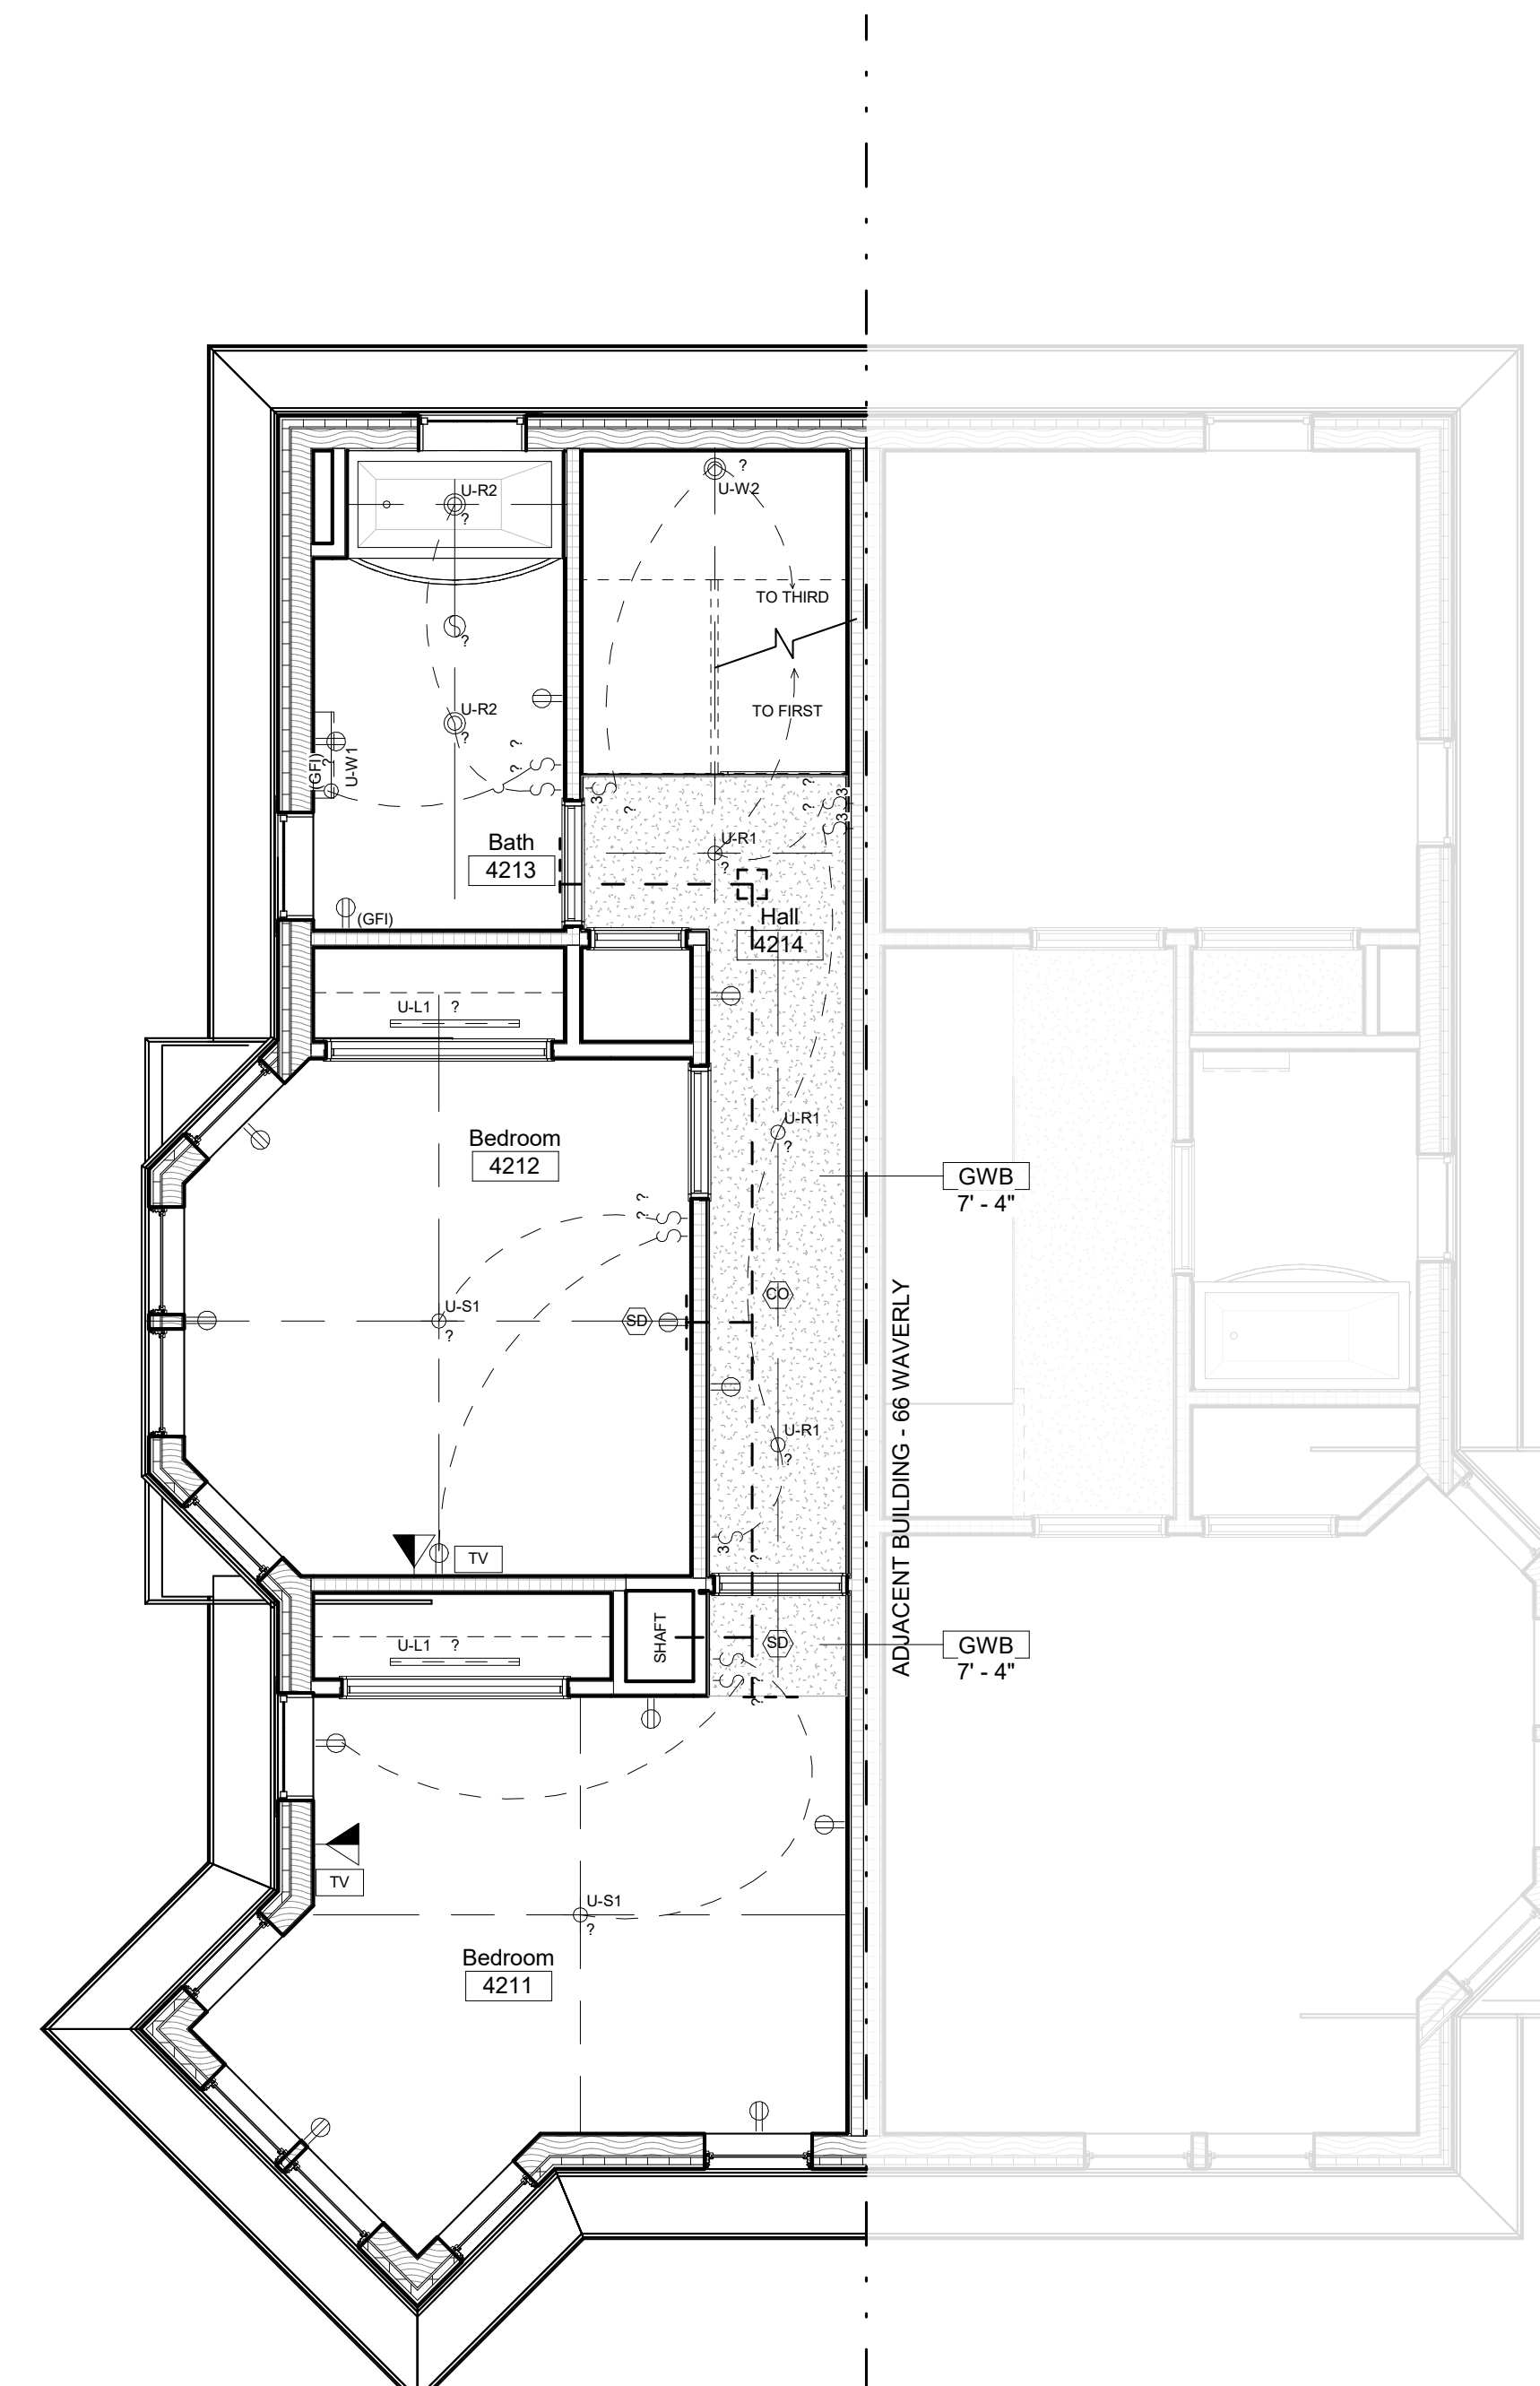 U-R2
?
?
U-W2
TO THIRD
?
U-R2
?
TO FIRST
(GFI)
?
U-W1
?
?
3
?
?
?
3
3
Bath
4213
U-R1
?
(GFI)
Hall
4214
U-L1 ?
U-R1
?
Bedroom
4212
GWB
7' - 4"
?
?
CO
U-S1
?
SD
ADJACENT BUILDING - 66 WAVERLY
U-R1
?
3
?
TV
SHAFT
U-L1 ?
SD
GWB
7' - 4"
?
?
TV
U-S1
?
Bedroom
4211